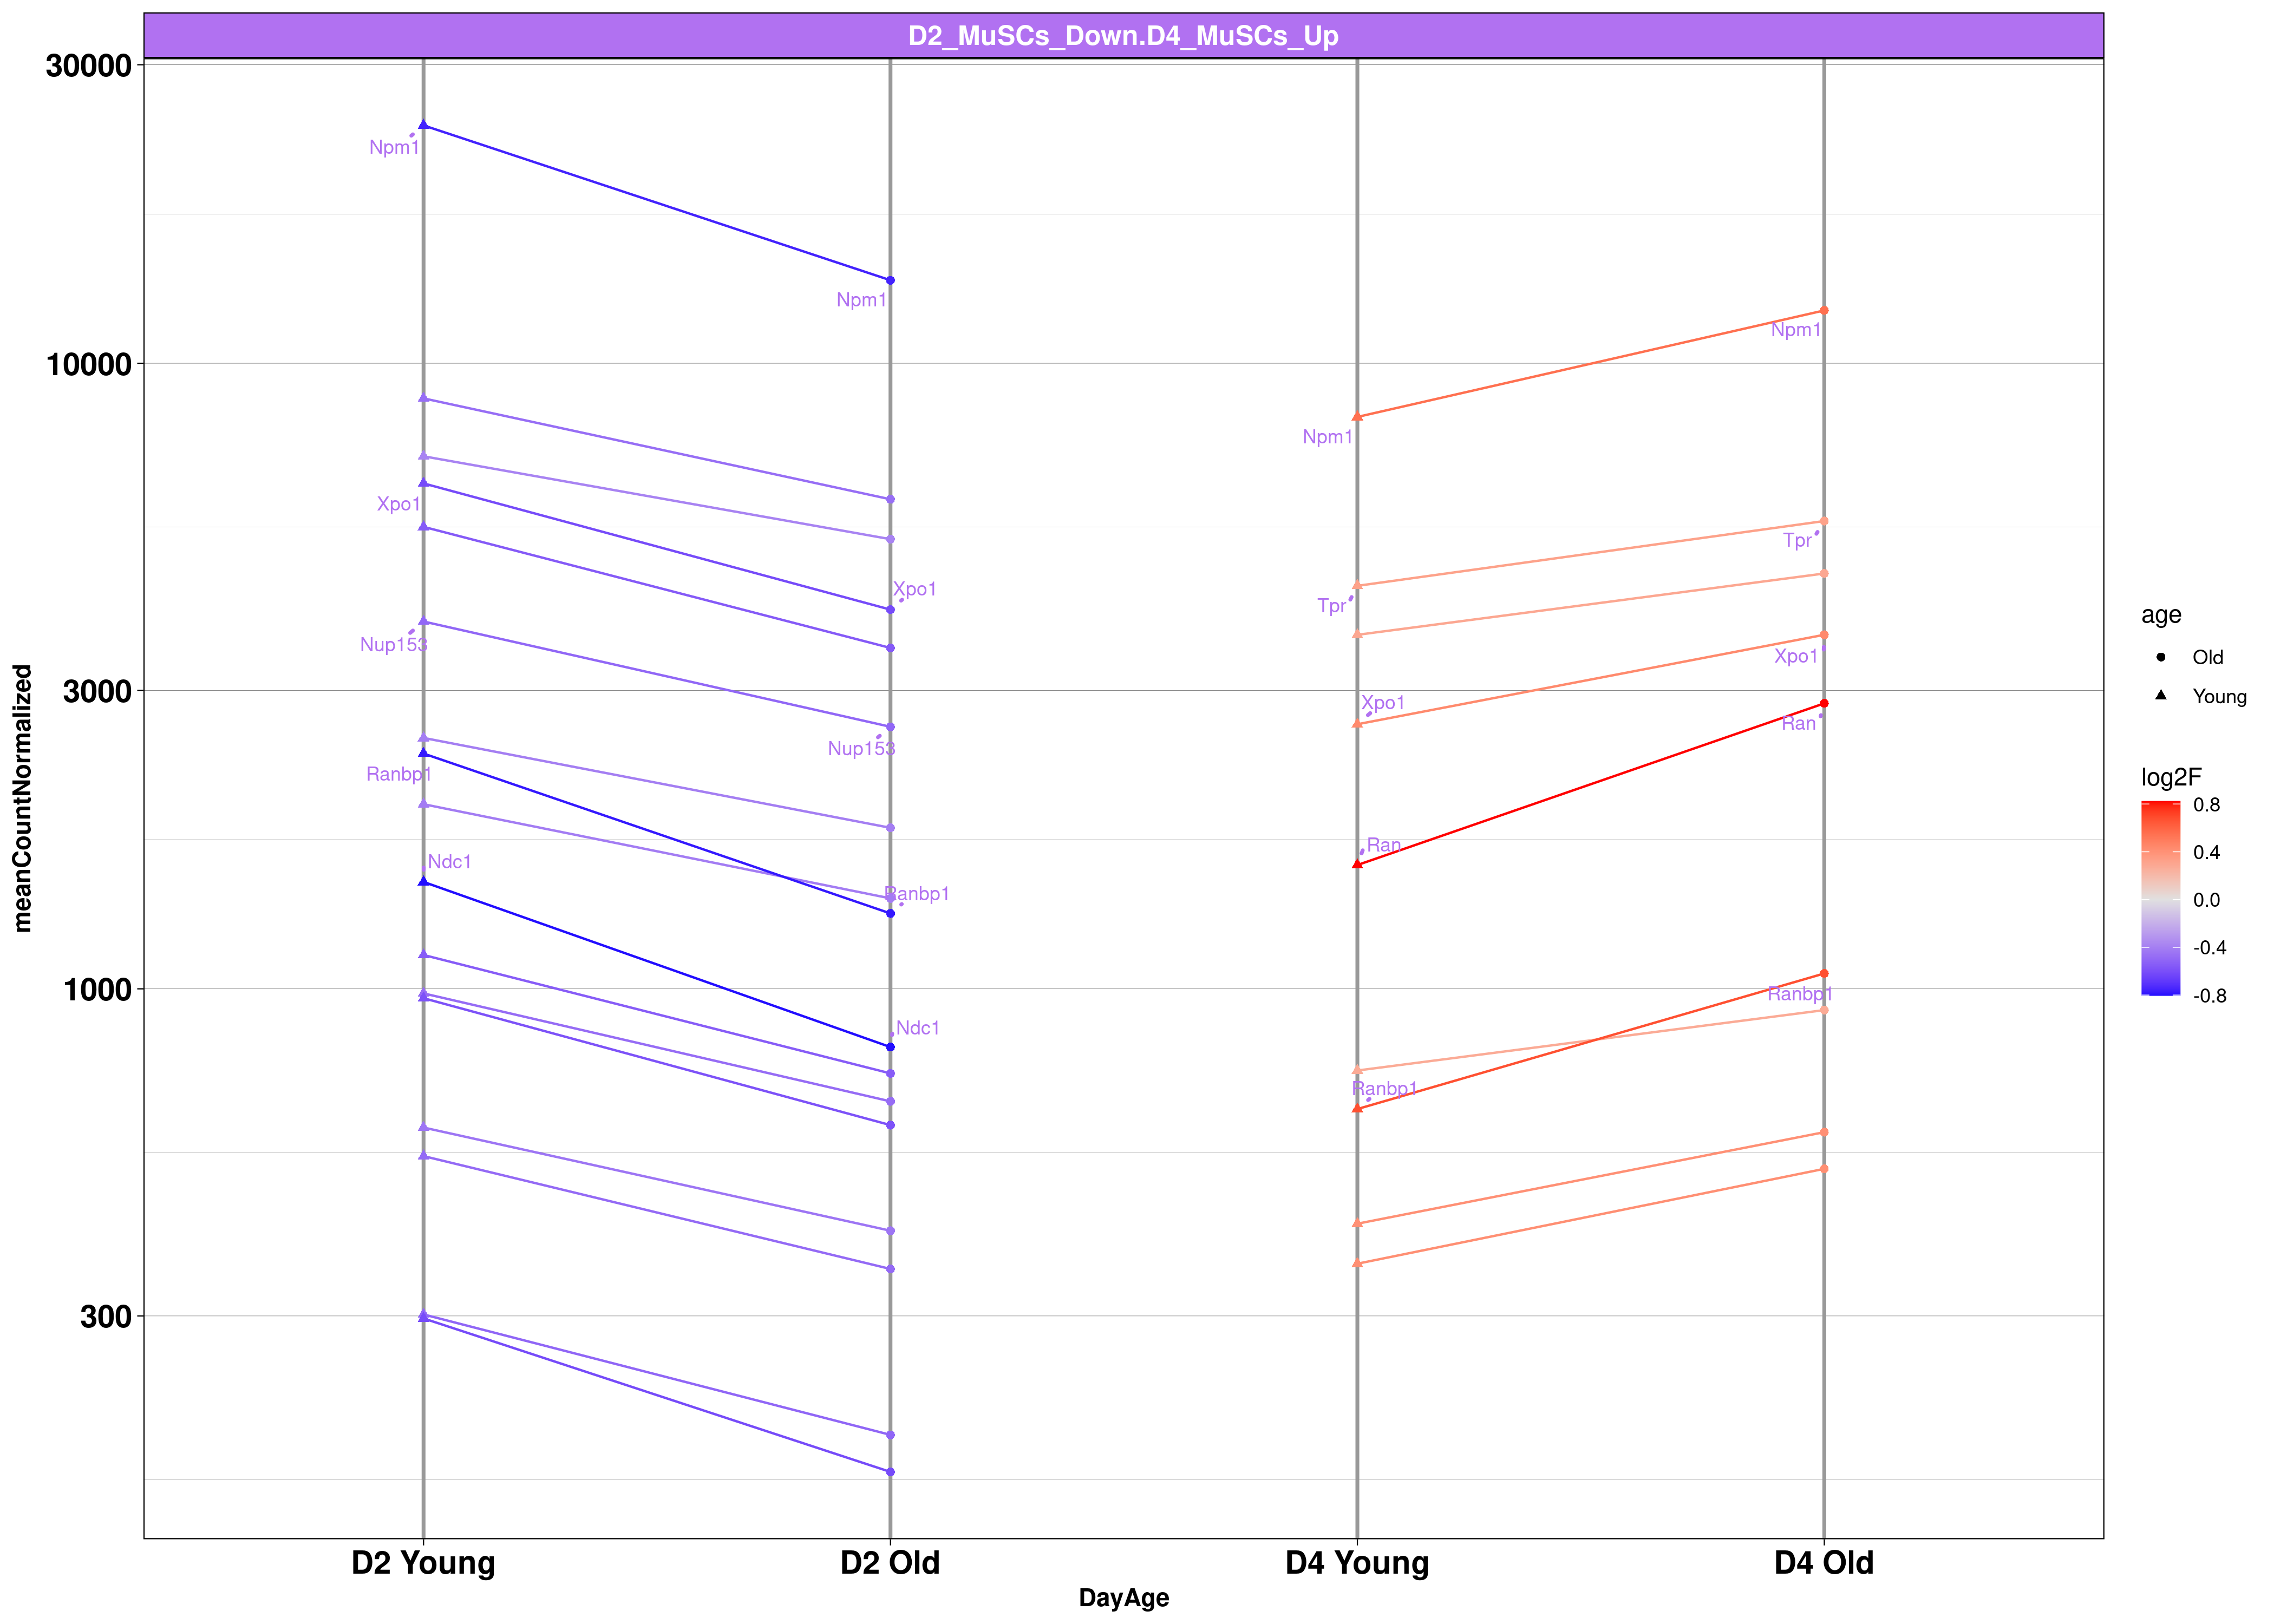 D2_MuSCs_Down.D4_MuSCs_Up
30000
10000
3000
1000
300
meanCountNormalized
Npm1
Npm1
Npm1
Npm1
Xpo1
Tpr
Xpo1
Tpr
Nup153
Xpo1
Xpo1
Ran
Nup153
Ranbp1
Ran
Ndc1
Ranbp1
Ranbp1
Ndc1
Ranbp1
D2 Young
D2 Old
D4 Young
D4 Old
DayAge
age
Old
Young
log2F
0.8
0.4
0.0
-0.4
-0.8